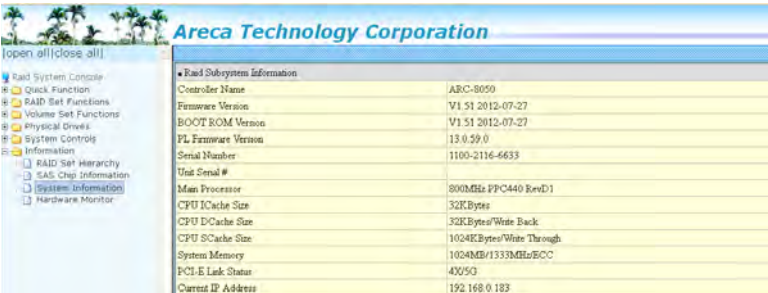 Areca Technology Corporation
|open all|close all|
Raid System Console
Quick Function
RAID Set Functions
Volume Set Functions
Physical Drives
System Controls
Information
RAID Set Hierarchy
SAS Chip Information
System Information
Hardware Monitor
▪ Raid Subsystem Information
Controller Name ARC-8050
Firmware Version V1.51 2012-07-27
BOOT ROM Version V1.51 2012-07-27
PL Firmware Version 13.0.59.0
Serial Number 1100-2116-6633
Unit Serial #
Main Processor 800MHz PPC440 RevD1
CPU ICache Size 32KBytes
CPU DCache Size 32KBytes/Write Back
CPU SCache Size 1024KBytes/Write Through
System Memory 1024MB/1333MHz/ECC
PCI-E Link Status 4X/5G
Current IP Address 192.168.0.183